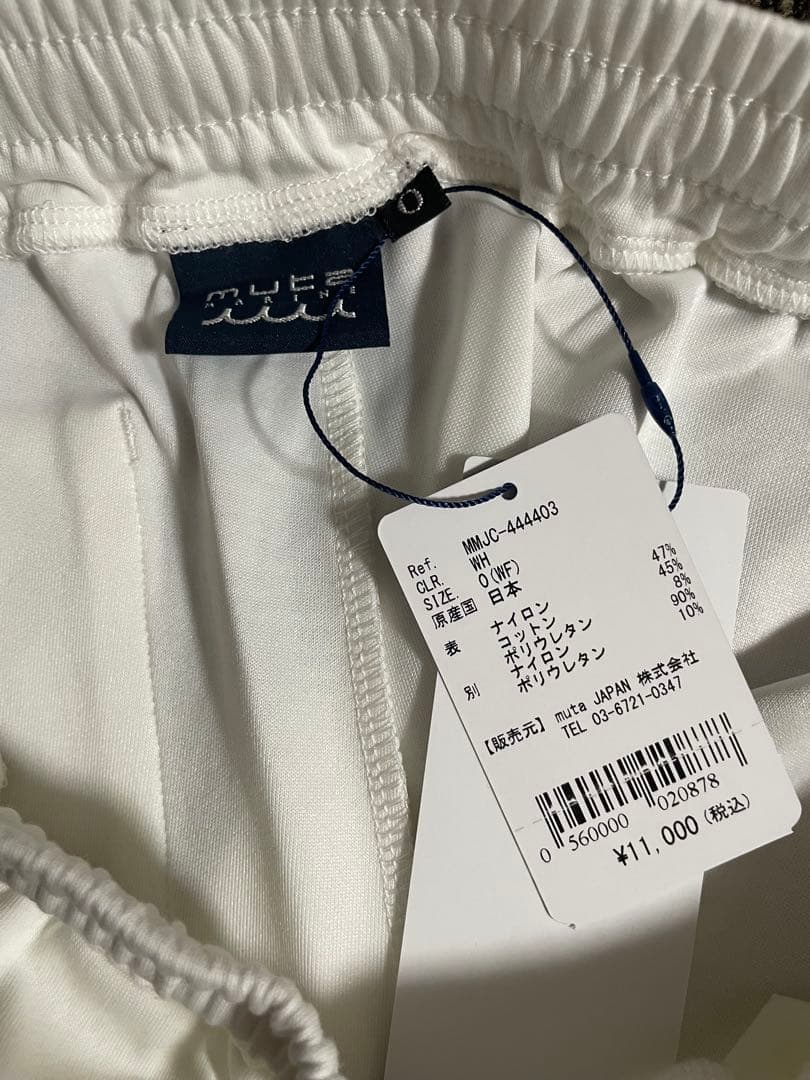 O
muta
MARINE
Ref. MMJC-444403
CLR. WH
SIZE. 0(WF)
原産国 日本
表 ナイロン 47%
コットン 45%
ポリウレタン 8%
別 ナイロン 90%
ポリウレタン 10%
【販売元】 muta JAPAN 株式会社
TEL 03-6721-0347
0 560000 020878
¥11,000(税込)